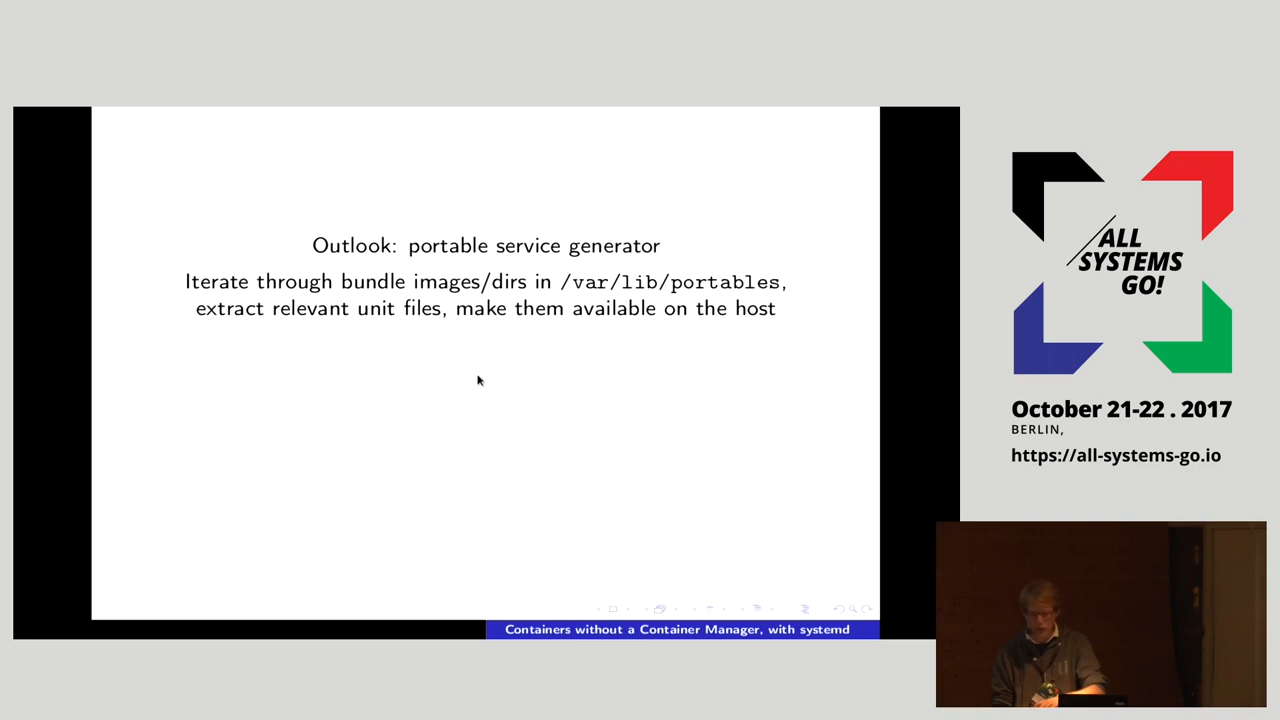 Outlook: portable service generator
Iterate through bundle images/dirs in /var/lib/portables,
extract relevant unit files, make them available on the host
Containers without a Container Manager, with systemd
ALL
SYSTEMS
GO!
October 21-22 . 2017
BERLIN,
https://all-systems-go.io